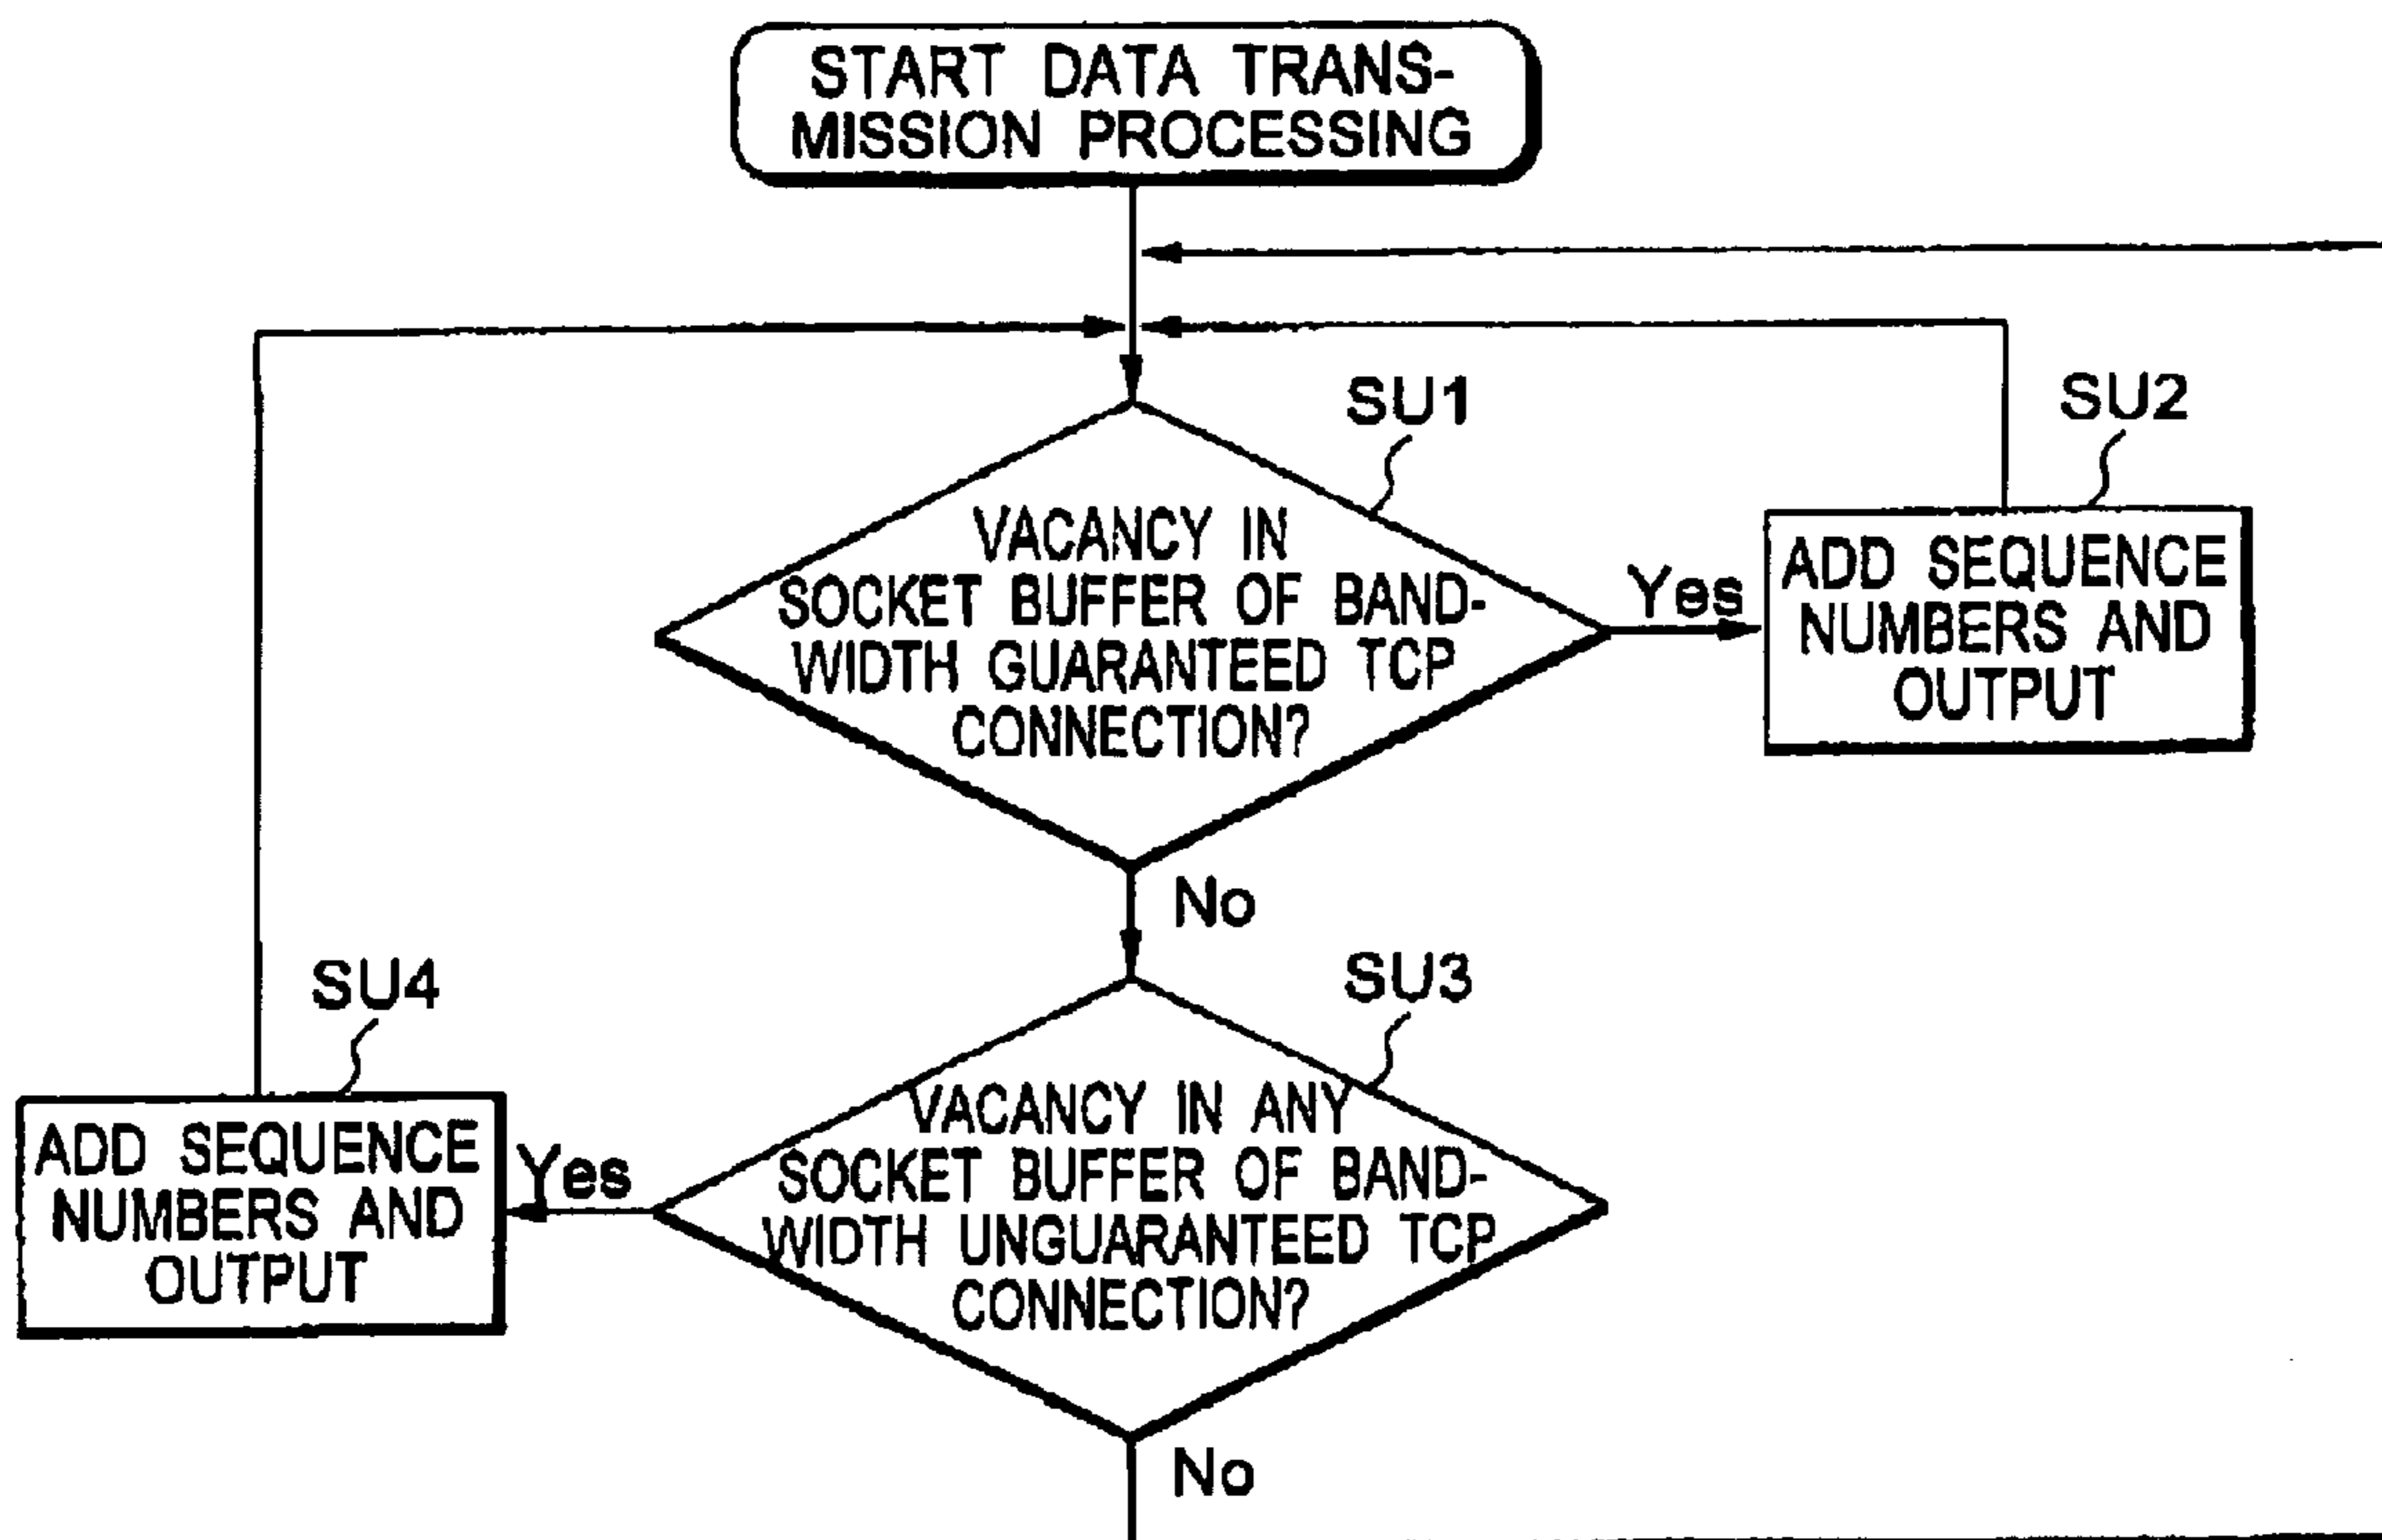 START DATA TRANS-
MISSION PROCESSING
SU1
SU2
VACANCY IN
SOCKET BUFFER OF BAND-
WIDTH GUARANTEED TCP
CONNECTION?
Yes
ADD SEQUENCE
NUMBERS AND
OUTPUT
No
SU4
SU3
ADD SEQUENCE
NUMBERS AND
OUTPUT
Yes
VACANCY IN ANY
SOCKET BUFFER OF BAND-
WIDTH UNGUARANTEED TCP
CONNECTION?
No